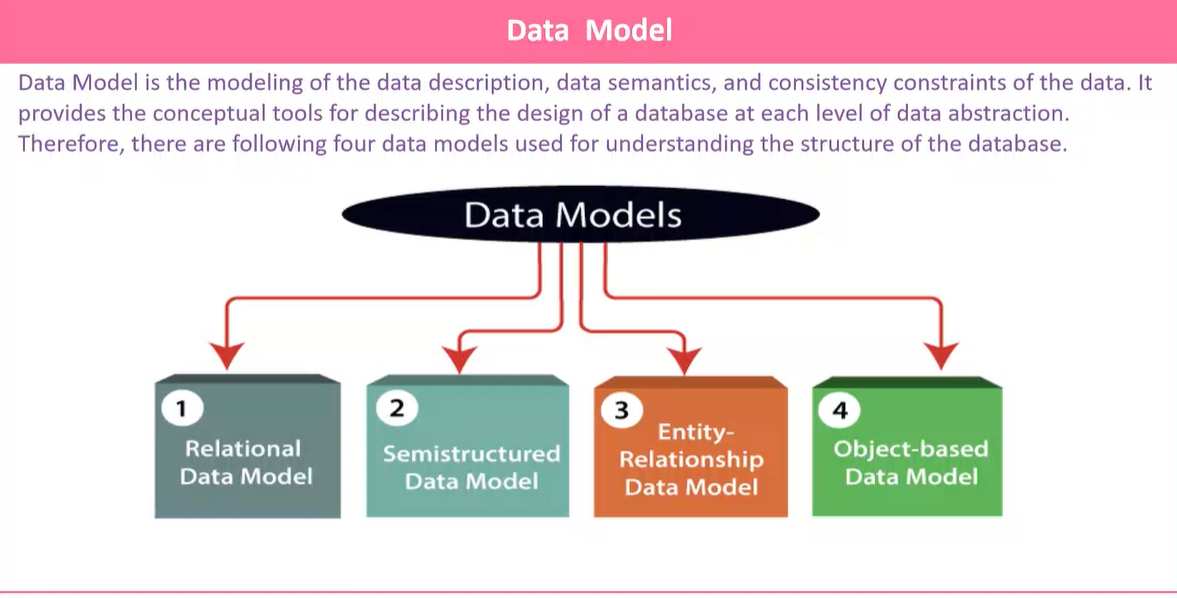 Data Model
Data Model is the modeling of the data description, data semantics, and consistency constraints of the data. It
provides the conceptual tools for describing the design of a database at each level of data abstraction.
Therefore, there are following four data models used for understanding the structure of the database.
Data Models
1
Relational
Data Model
2
Semistructured
Data Model
3
Entity-
Relationship
Data Model
4
Object-based
Data Model